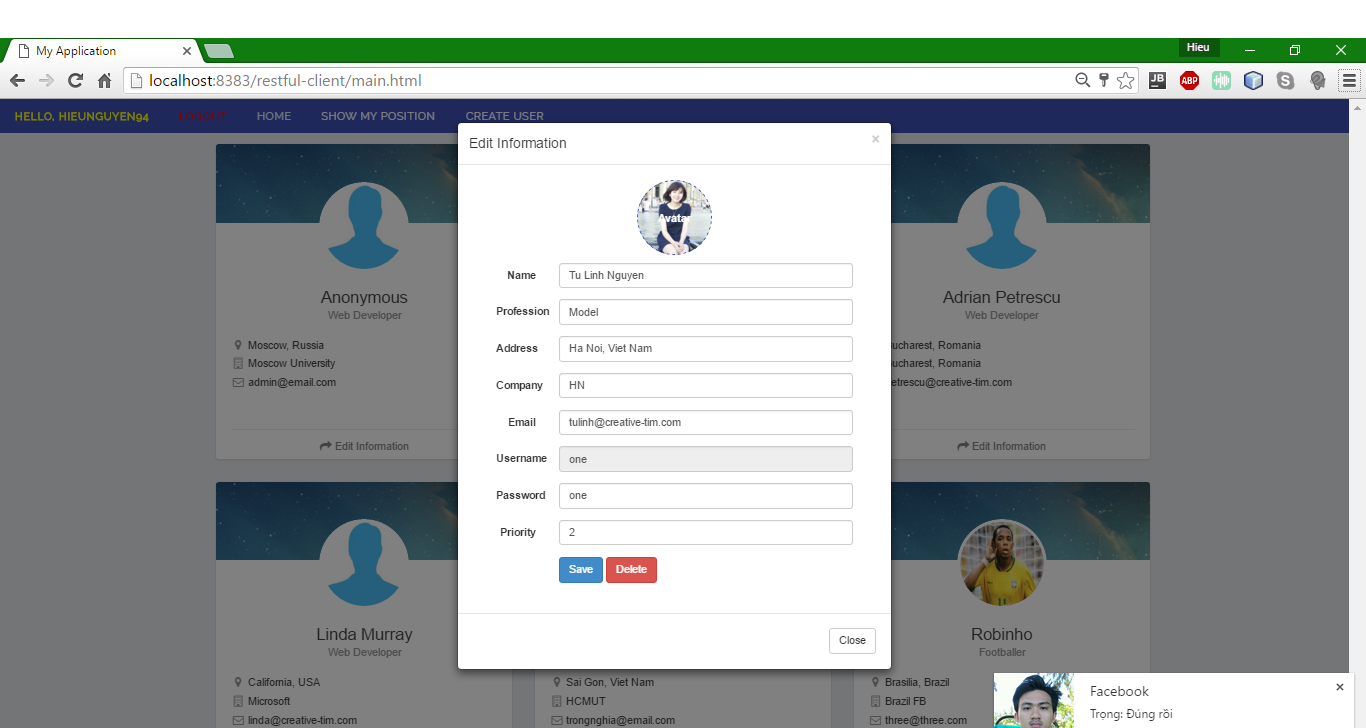 My Application
Hieu
localhost:8383/restful-client/main.html
JB
ABP
HELLO, HIEUNGUYEN94
LOGOUT
HOME
SHOW MY POSITION
CREATE USER
Edit Information
×
Avatar
Name
Tu Linh Nguyen
Profession
Model
Address
Ha Noi, Viet Nam
Company
HN
Email
tulinh@creative-tim.com
Username
one
Password
one
Priority
2
Save
Delete
Close
Anonymous
Web Developer
Moscow, Russia
Moscow University
admin@email.com
Edit Information
Adrian Petrescu
Web Developer
ucharest, Romania
ucharest, Romania
etrescu@creative-tim.com
Edit Information
Linda Murray
Web Developer
California, USA
Microsoft
linda@creative-tim.com
Sai Gon, Viet Nam
HCMUT
trongnghia@email.com
Robinho
Footballer
Brasilia, Brazil
Brazil FB
three@three.com
Facebook
Trọng: Đúng rồi